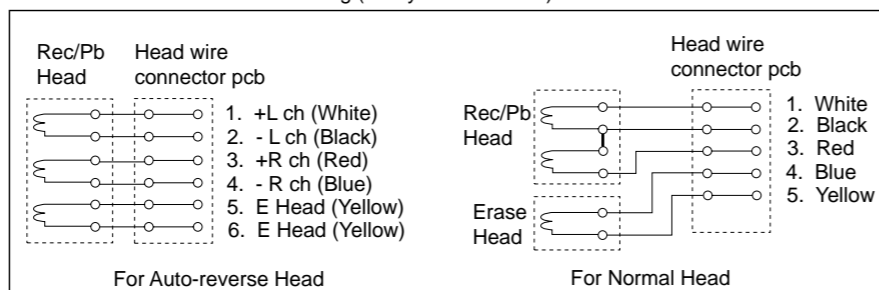 Rec/Pb
Head
Head wire
connector pcb
1. +L ch (White)
2. - L ch (Black)
3. +R ch (Red)
4. - R ch (Blue)
5. E Head (Yellow)
6. E Head (Yellow)
For Auto-reverse Head
Head wire
connector pcb
Rec/Pb
Head
Erase
Head
1. White
2. Black
3. Red
4. Blue
5. Yellow
For Normal Head